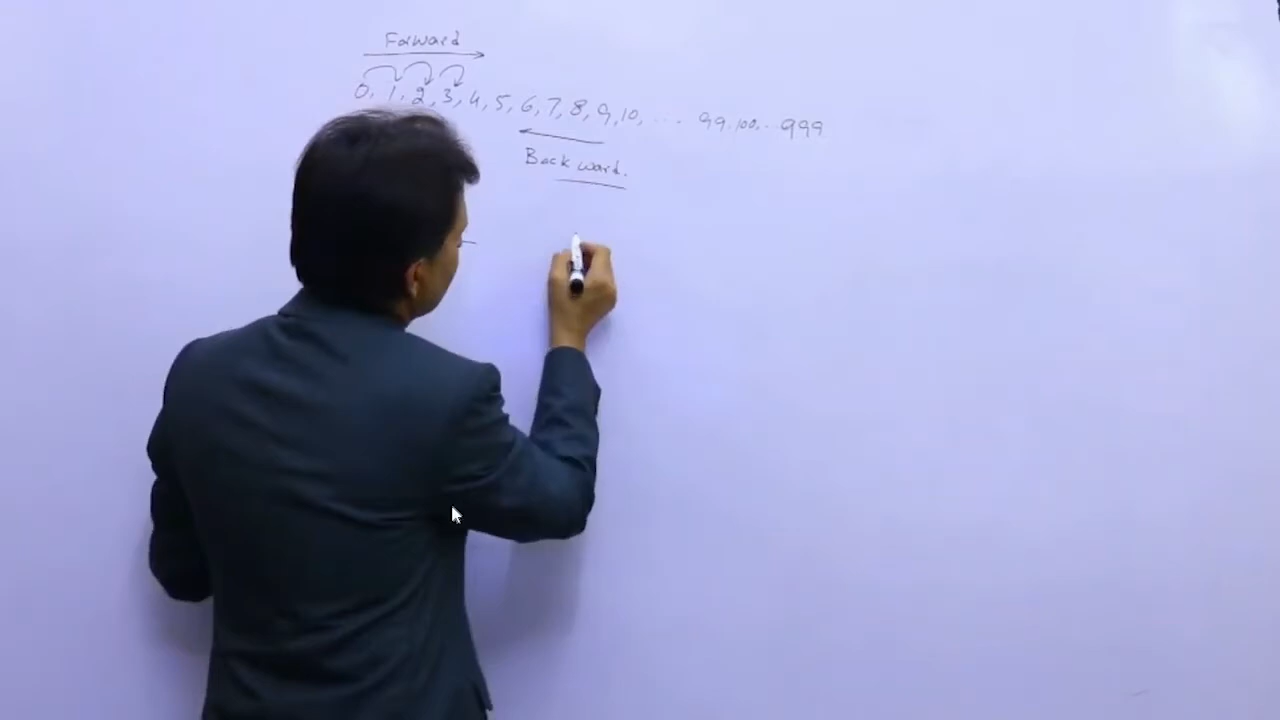 Forward
0, 1, 2, 3, 4, 5, 6, 7, 8, 9, 10, .... 99, 100, .. 999
Backward.